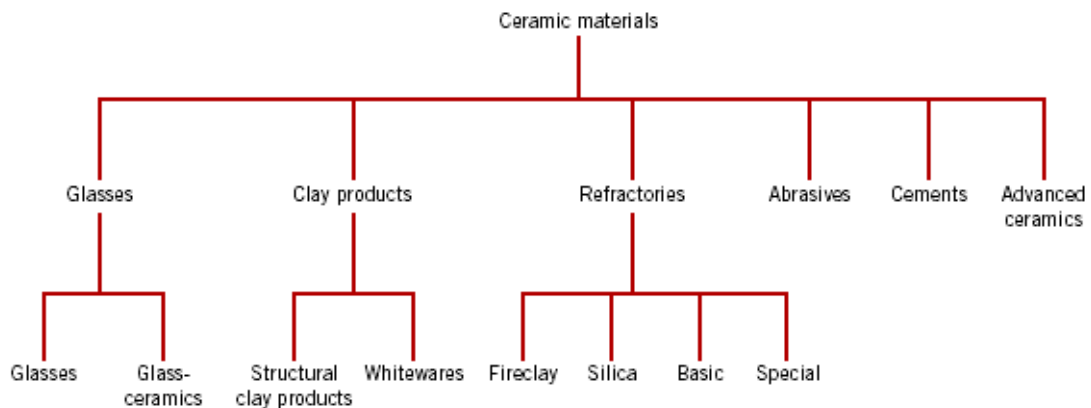 Ceramic materials
Glasses
Clay products
Refractories
Abrasives
Cements
Advanced
ceramics
Glasses
Glass-
ceramics
Structural
clay products
Whitewares
Fireclay
Silica
Basic
Special